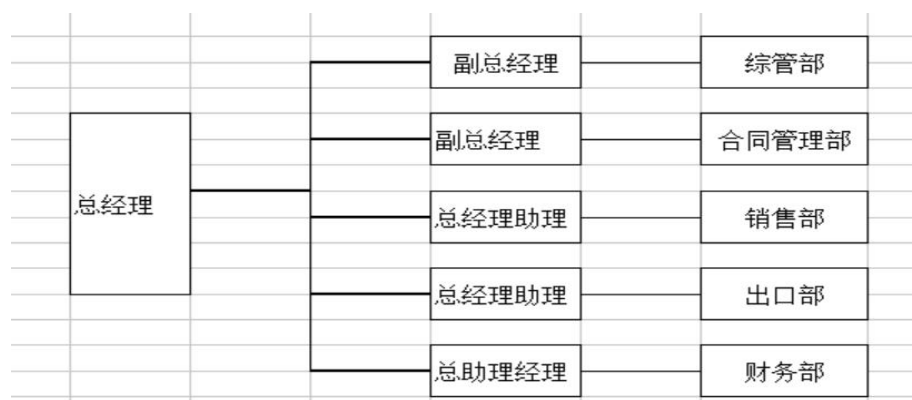 副总经理
综管部
副总经理
合同管理部
总经理
总经理助理
销售部
总经理助理
出口部
总助理经理
财务部